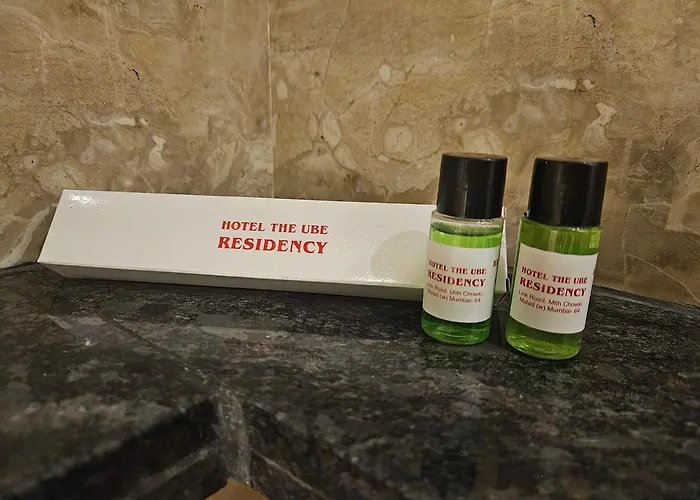 HOTEL THE UBE
RESIDENCY
HOTEL THE UBE
RESIDENCY
Link Road, Mith Chowki
Malad (w) Mumbai- 64
HOTEL THE UBE
RESIDENCY
Link Road, Mith Chowki
Malad (w) Mumbai- 64